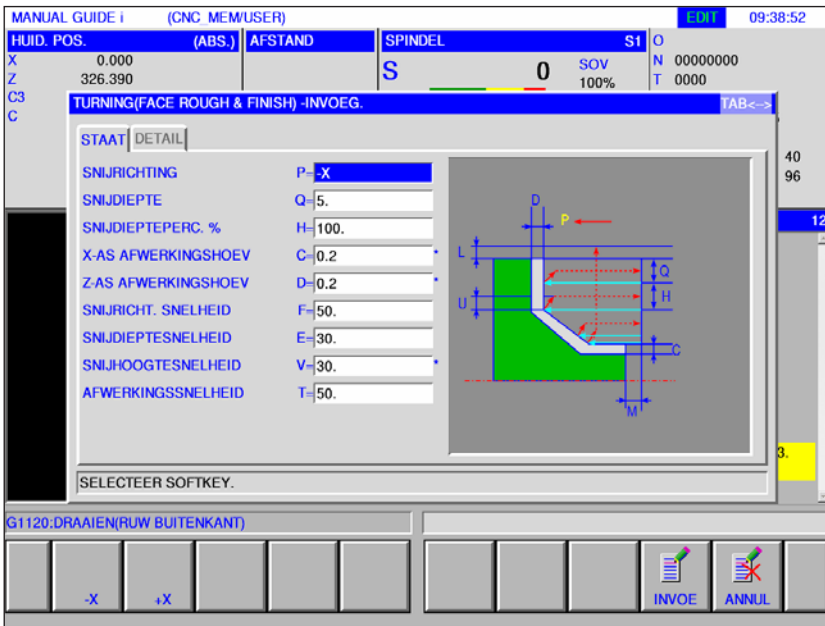 MANUAL GUIDE i (CNC_MEM/USER) EDIT 09:38:52
HUID. POS. (ABS.) AFSTAND SPINDEL S1 O
X 0.000 N 00000000
Z 326.390 S 0 SOV 100% T 0000
C3
C
TURNING(FACE ROUGH & FINISH) -INVOEG. TAB<-->
STAAT DETAIL
SNIJRICHTING P=-X
SNIJDIEPTE Q=5.
SNIJDIEPTEPERC. % H=100.
X-AS AFWERKINGSHOEV C=0.2 *
Z-AS AFWERKINGSHOEV D=0.2 *
SNIJRICHT. SNELHEID F=50.
SNIJDIEPTESNELHEID E=30.
SNIJHOOGTESNELHEID V=30. *
AFWERKINGSSNELHEID T=50.
D
P
L
Q
H
U
C
M
40
96
12
3.
SELECTEER SOFTKEY.
G1120:DRAAIEN(RUW BUITENKANT)
-X +X INVOE ANNUL